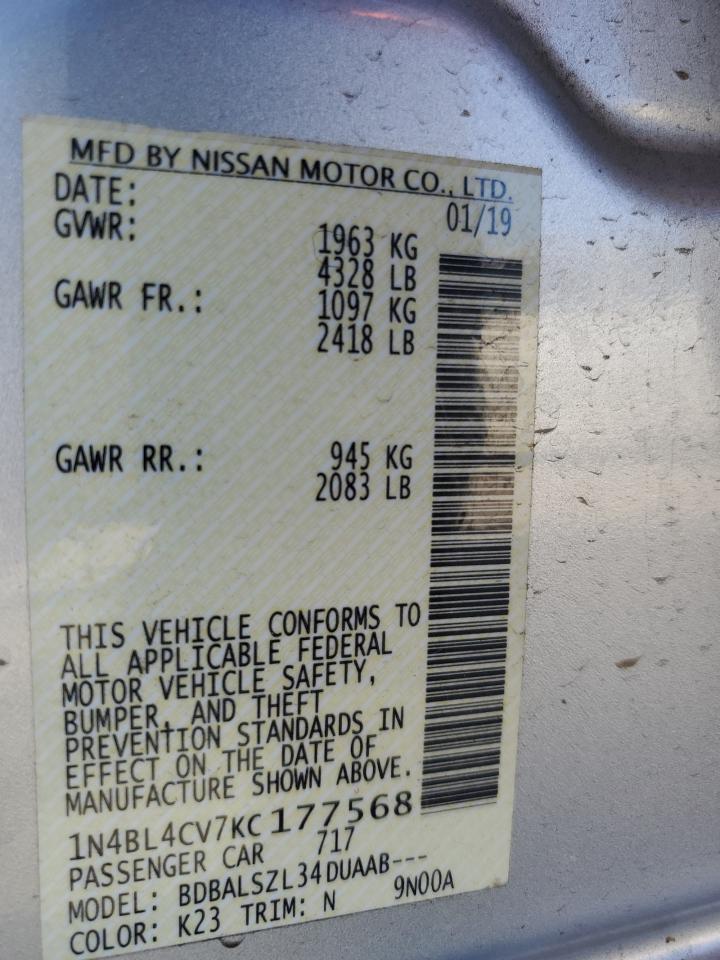 MFD BY NISSAN MOTOR CO., LTD.
DATE: 01/19
GVWR: 1963 KG
4328 LB
GAWR FR.: 1097 KG
2418 LB
GAWR RR.: 945 KG
2083 LB
THIS VEHICLE CONFORMS TO
ALL APPLICABLE FEDERAL
MOTOR VEHICLE SAFETY,
BUMPER, AND THEFT
PREVENTION STANDARDS IN
EFFECT ON THE DATE OF
MANUFACTURE SHOWN ABOVE.
1N4BL4CV7KC177568
PASSENGER CAR 717
MODEL: BDBALSZL34DUAAB---
COLOR: K23 TRIM: N 9N00A